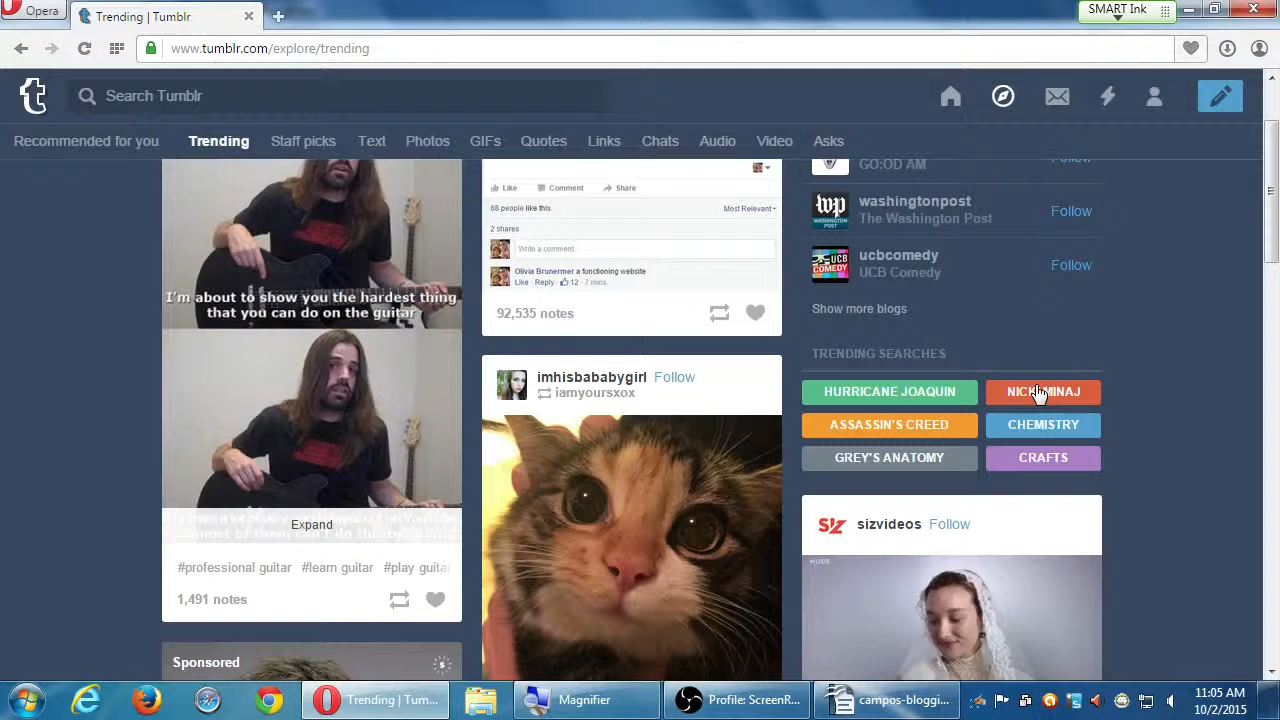 Opera
Trending | Tumblr
SMART Ink
www.tumblr.com/explore/trending
Search Tumblr
Recommended for you Trending Staff picks Text Photos GIFs Quotes Links Chats Audio Video Asks
I'm about to show you the hardest thing
that you can do on the guitar
Expand
#professional guitar #learn guitar #play guitar
1,491 notes
Sponsored
Like Comment Share
68 people like this.
Most Relevant
2 shares
Write a comment
Olivia Brunermer a functioning website
Like · Reply · 12 · 7 mins
92,535 notes
imhisbabygirl Follow
iamyoursxox
GO:OD AM
Follow
washingtonpost
The Washington Post
Follow
ucbcomedy
UCB Comedy
Follow
Show more blogs
TRENDING SEARCHES
HURRICANE JOAQUIN
NICKI MINAJ
ASSASSIN'S CREED
CHEMISTRY
GREY'S ANATOMY
CRAFTS
sizvideos Follow
MODE
Trending | Tum...
Magnifier
Profile: ScreenR...
campos-bloggi...
11:05 AM
10/2/2015